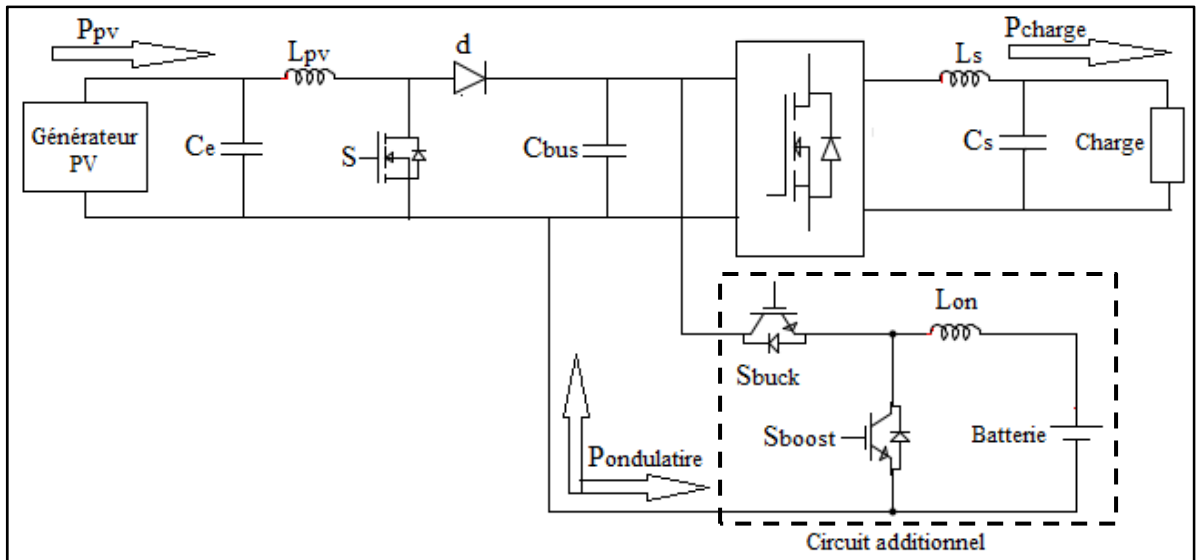 Ppv
Lpv
d
Ls
Pcharge
Générateur
PV
Ce
S
Cbus
Cs
Charge
Lon
Sbuck
Sboost
Batterie
Pondulatire
Circuit additionnel